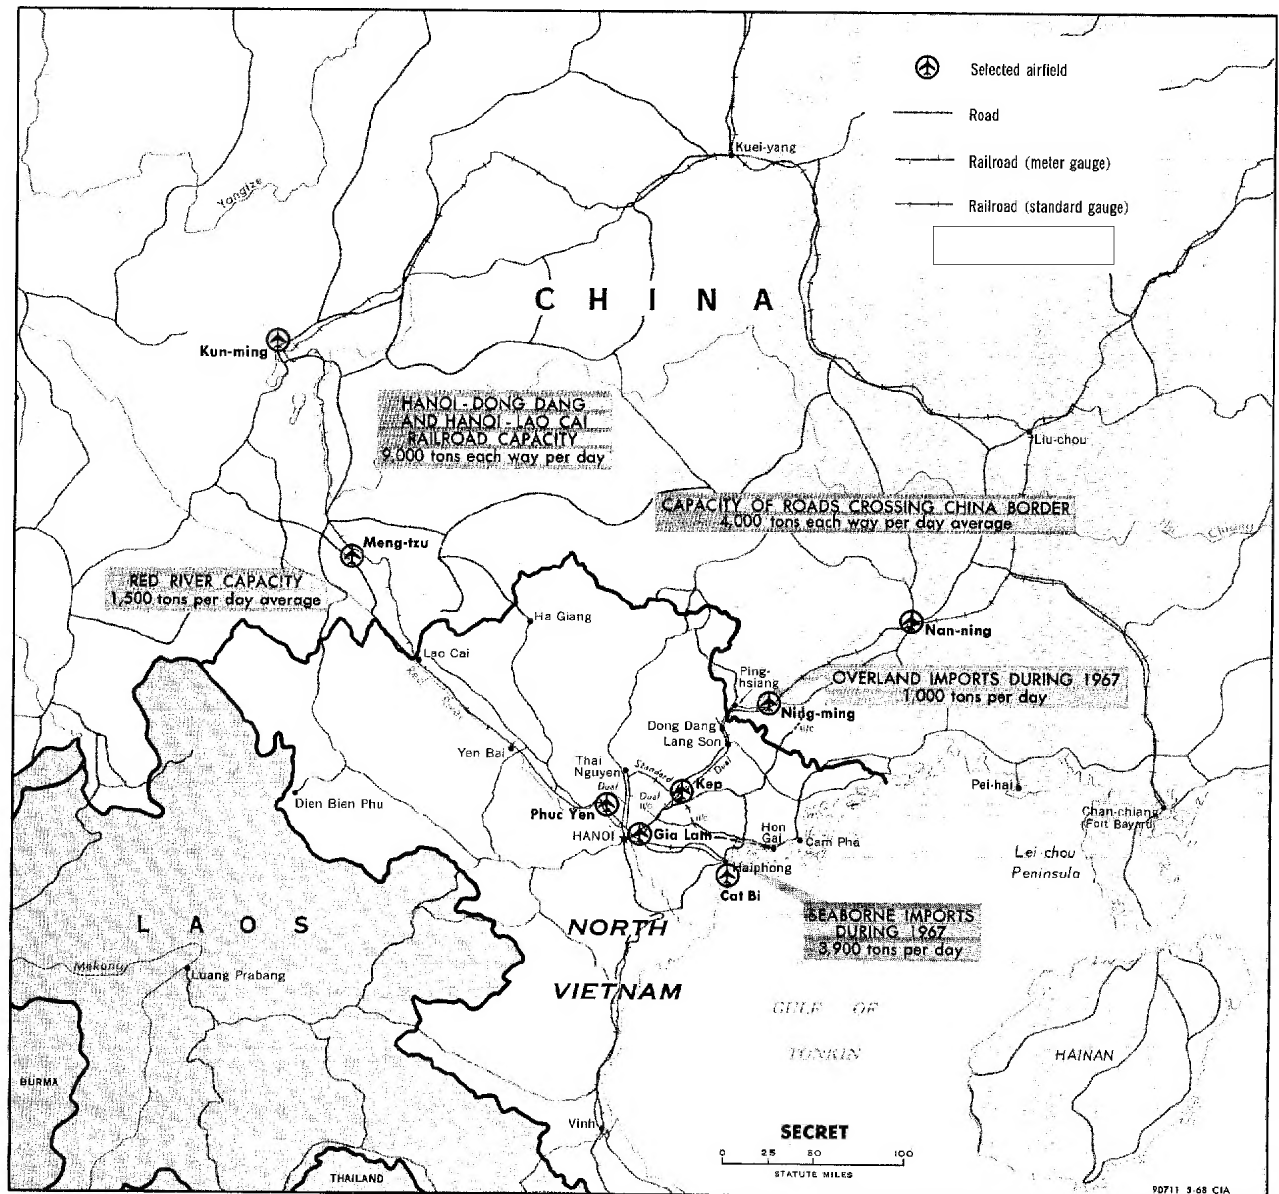 Selected airfield
Road
Railroad (meter gauge)
Railroad (standard gauge)
Kuei-yang
Yangtze
CHINA
Kun-ming
HANOI - DONG DANG
AND HANOI - LAO CAI
RAILROAD CAPACITY
9,000 tons each way per day
Liu-chou
CAPACITY OF ROADS CROSSING CHINA BORDER
4,000 tons each way per day average
Meng-tzu
RED RIVER CAPACITY
1,500 tons per day average
Ha Giang
Nan-ning
Lao Cai
Ping-
hsiang
OVERLAND IMPORTS DURING 1967
1,000 tons per day
Ning-ming
U/C
Dong Dang
Lang Son
Yen Bai
Thai
Nguyen
Standard
Dual
Kep
Dual
Dual
U/C
Pei-hai
Dien Bien Phu
Phuc Yen
Chan-chiang
(Fort Bayard)
HANOI
Gia Lam
U/C
Hon
Gai
Cam Pha
Lei-chou
Peninsula
Haiphong
Cat Bi
SEABORNE IMPORTS
DURING 1967
3,900 tons per day
LAOS
NORTH
VIETNAM
Mekong
Luang Prabang
GULF OF
TONKIN
HAINAN
BURMA
Vinh
SECRET
0 25 50 100
STATUTE MILES
THAILAND
90711 3-68 CIA